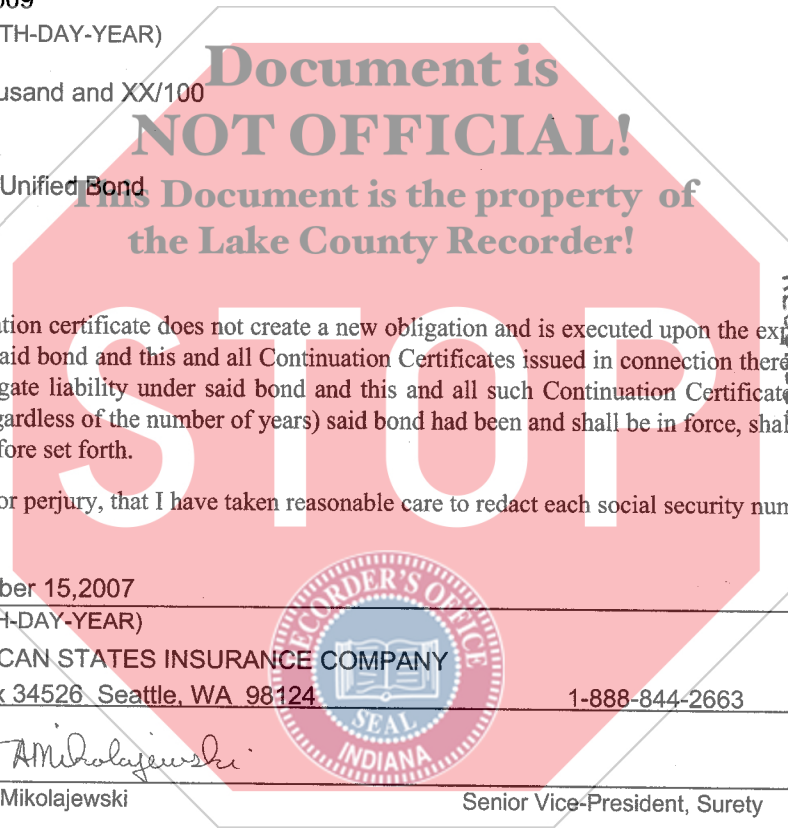 009
TH-DAY-YEAR)
Document is
usand and XX/100
NOT OFFICIAL!
Unified Bond
This Document is the property of
the Lake County Recorder!
ation certificate does not create a new obligation and is executed upon the exp
aid bond and this and all Continuation Certificates issued in connection there
gate liability under said bond and this and all such Continuation Certificate
gardless of the number of years) said bond had been and shall be in force, shal
fore set forth.
STOP
or perjury, that I have taken reasonable care to redact each social security num
ber 15,2007
H-DAY-YEAR)
CAN STATES INSURANCE COMPANY
x 34526 Seattle, WA 98124 1-888-844-2663
RECORDER'S OFFICE
SEAL
INDIANA
AMikolajewski
Mikolajewski Senior Vice-President, Surety